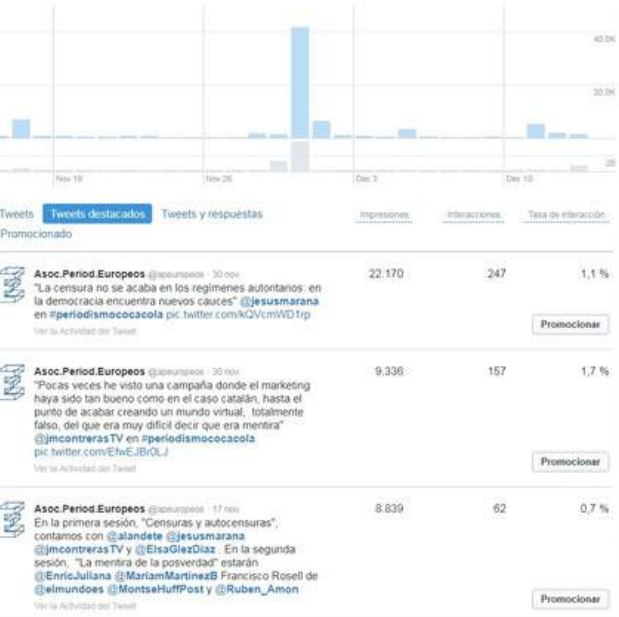 40.0K
20.0K
20
Nov 19
Nov 26
Dec 3
Dec 10
Tweets Tweets destacados Tweets y respuestas
Promocionado
Impresiones Interacciones Tasa de interacción
Asoc.Period.Europeos @apeuropeos · 30 nov.
"La censura no se acaba en los regímenes autoritarios: en
la democracia encuentra nuevos cauces" @jesusmarana
en #periodismococacola pic.twitter.com/kQVcmWD1rp
Ver la Actividad del Tweet
22.170 247 1,1 %
Promocionar
Asoc.Period.Europeos @apeuropeos · 30 nov.
"Pocas veces he visto una campaña donde el marketing
haya sido tan bueno como en el caso catalán, hasta el
punto de acabar creando un mundo virtual, totalmente
falso, del que era muy difícil decir que era mentira"
@jmcontrerasTV en #periodismococacola
pic.twitter.com/EfwEJBr0LJ
Ver la Actividad del Tweet
9.336 157 1,7 %
Promocionar
Asoc.Period.Europeos @apeuropeos · 17 nov.
En la primera sesión, "Censuras y autocensuras",
contamos con @alandete @jesusmarana
@jmcontrerasTV y @ElsaGlezDiaz . En la segunda
sesión, "La mentira de la posverdad" estarán
@EnricJuliana @MariamMartinezB Francisco Rosell de
@elmundoes @MontseHuffPost y @Ruben_Amon
Ver la Actividad del Tweet
8.839 62 0,7 %
Promocionar